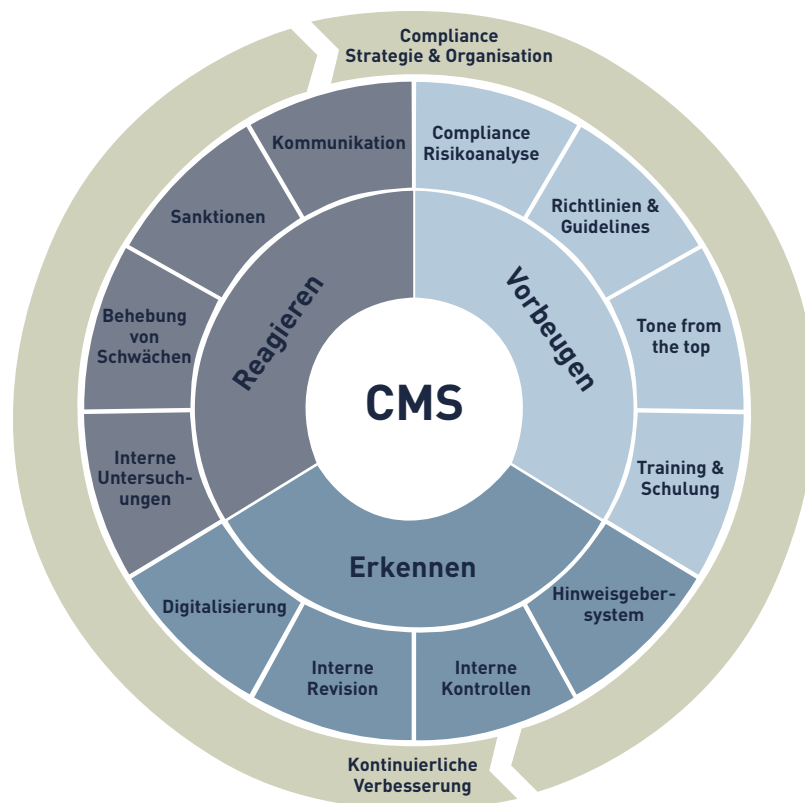 Compliance
Strategie & Organisation
Kommunikation
Compliance
Risikoanalyse
Sanktionen
Richtlinien &
Guidelines
Reagieren
Vorbeugen
Behebung
von
Schwächen
Tone from
the top
CMS
Interne
Untersuch-
ungen
Training &
Schulung
Erkennen
Digitalisierung
Hinweisgeber-
system
Interne
Revision
Interne
Kontrollen
Kontinuierliche
Verbesserung